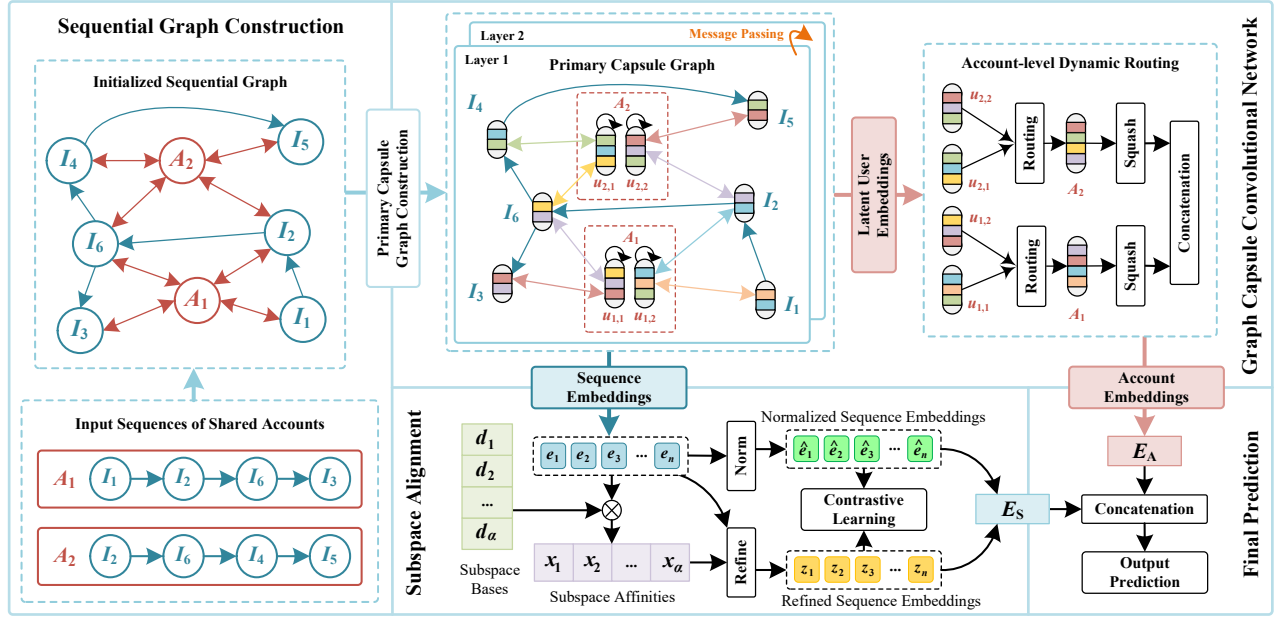 Sequential Graph Construction
Initialized Sequential Graph
I4
A2
I5
I6
I2
A1
I3
I1
Input Sequences of Shared Accounts
A1 I1 I2 I6 I3
A2 I2 I6 I4 I5
Primary Capsule
Graph Construction
Layer 2
Message Passing
Layer 1
Primary Capsule Graph
I4
A2
I5
u2,1 u2,2
I6
I2
A1
I3
I1
u1,1 u1,2
Latent User
Embeddings
Account-level Dynamic Routing
u2,2
u2,1
Routing
A2
Squash
u1,2
u1,1
Routing
A1
Squash
Concatenation
Graph Capsule Convolutional Network
Sequence
Embeddings
Account
Embeddings
Subspace Alignment
d1
d2
...
dα
Subspace
Bases
e1 e2 e3 ... en
x1 x2 ... xα
Subspace Affinities
Norm
Refine
Normalized Sequence Embeddings
ê1 ê2 ê3 ... ên
Contrastive
Learning
z1 z2 z3 ... zn
Refined Sequence Embeddings
ES
EA
Concatenation
Output
Prediction
Final Prediction